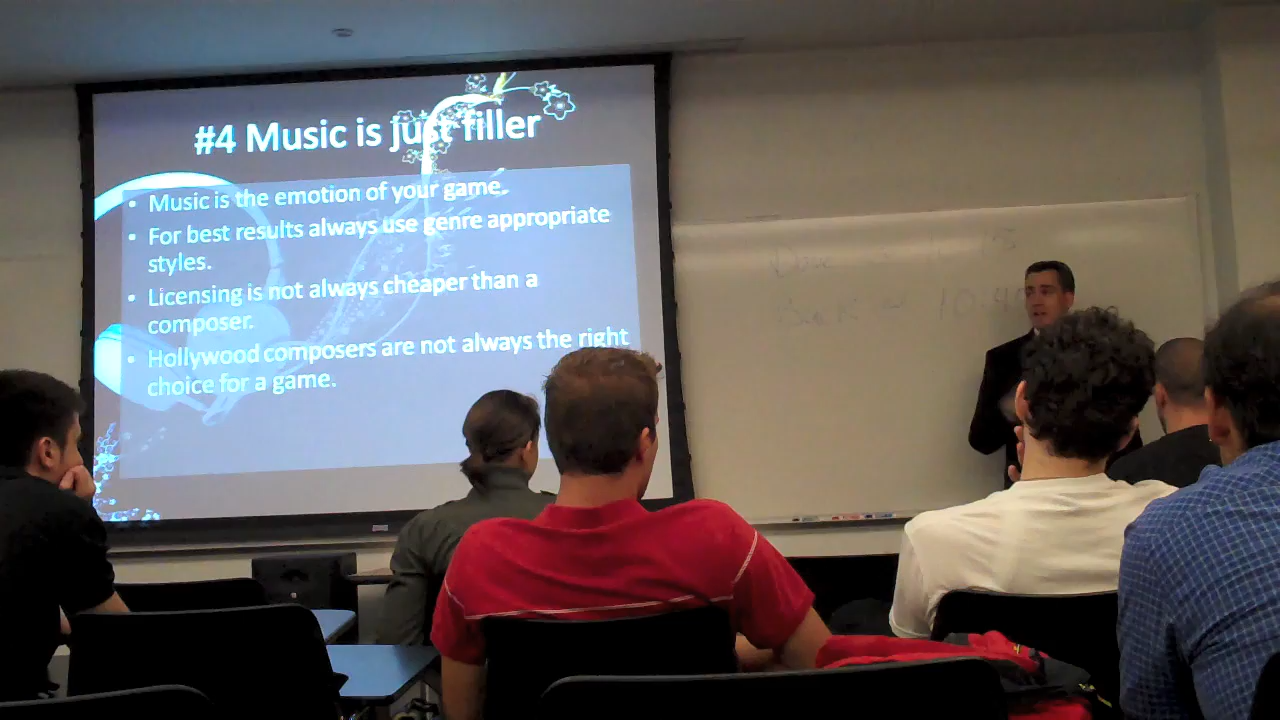 #4 Music is just filler
• Music is the emotion of your game.
• For best results always use genre appropriate
styles.
• Licensing is not always cheaper than a
composer.
• Hollywood composers are not always the right
choice for a game.